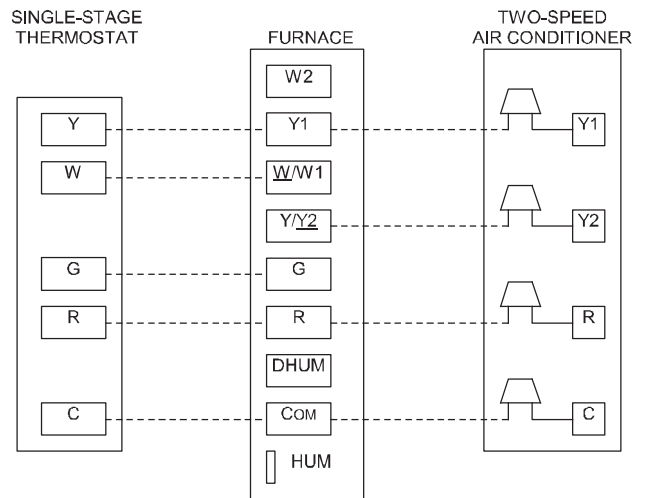 SINGLE-STAGE
THERMOSTAT
FURNACE
TWO-SPEED
AIR CONDITIONER
W2
Y
Y1
Y1
W
W/W1
Y/Y2
Y2
G
G
R
R
R
DHUM
C
COM
C
HUM